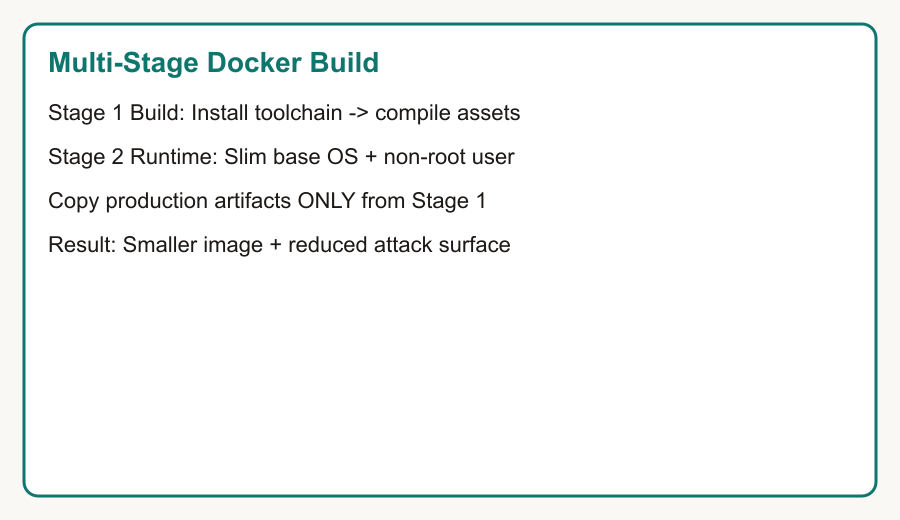 Multi-Stage Docker Build
Stage 1 Build: Install toolchain -> compile assets
Stage 2 Runtime: Slim base OS + non-root user
Copy production artifacts ONLY from Stage 1
Result: Smaller image + reduced attack surface